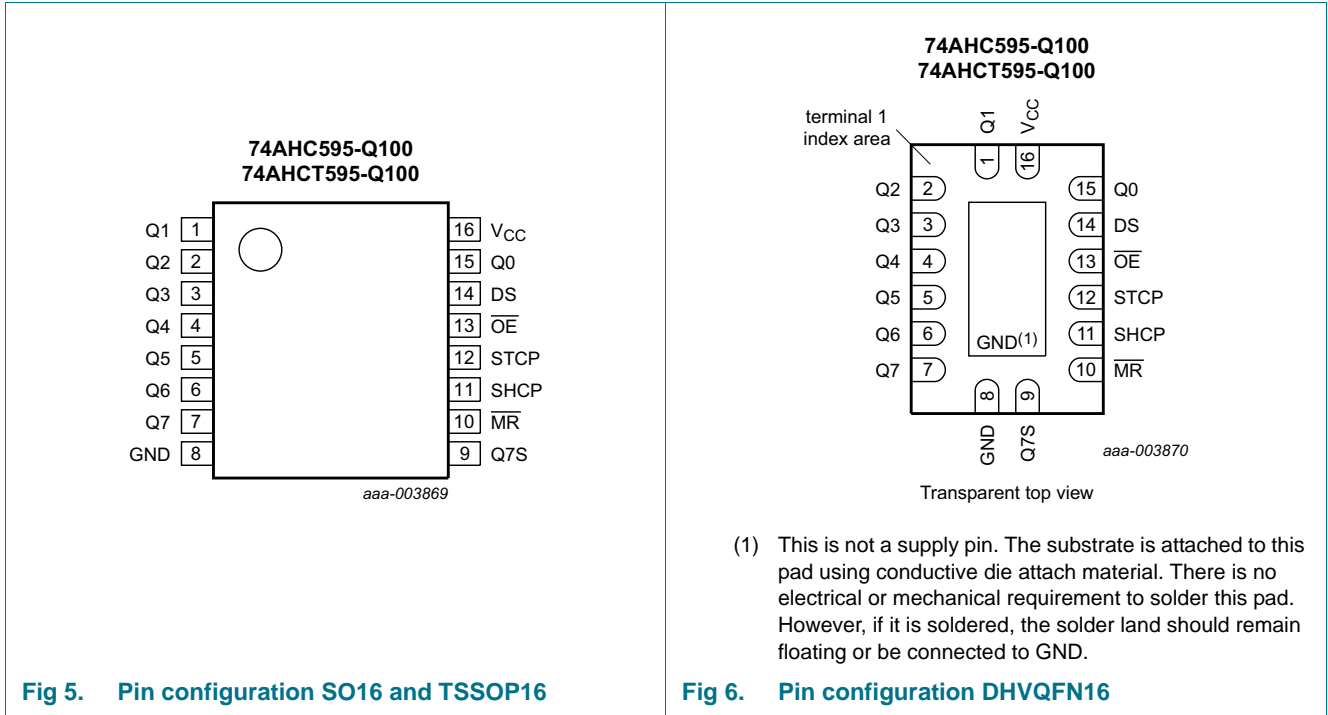 74AHC595-Q100
74AHCT595-Q100
Q1 1
Q2 2
Q3 3
Q4 4
Q5 5
Q6 6
Q7 7
GND 8
16 VCC
15 Q0
14 DS
13 OE
12 STCP
11 SHCP
10 MR
9 Q7S
aaa-003869
Fig 5. Pin configuration SO16 and TSSOP16
74AHC595-Q100
74AHCT595-Q100
terminal 1
index area
Q1 VCC
1 16
Q2 2
Q3 3
Q4 4
Q5 5
Q6 6
Q7 7
15 Q0
14 DS
13 OE
12 STCP
11 SHCP
10 MR
GND(1)
8 9
GND Q7S
aaa-003870
Transparent top view
(1) This is not a supply pin. The substrate is attached to this
pad using conductive die attach material. There is no
electrical or mechanical requirement to solder this pad.
However, if it is soldered, the solder land should remain
floating or be connected to GND.
Fig 6. Pin configuration DHVQFN16